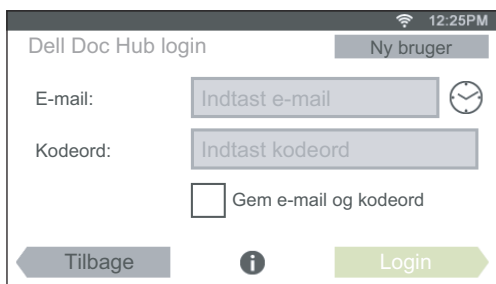 12:25PM
Dell Doc Hub login
Ny bruger
E-mail:
Indtast e-mail
Kodeord:
Indtast kodeord
Gem e-mail og kodeord
Tilbage
Login